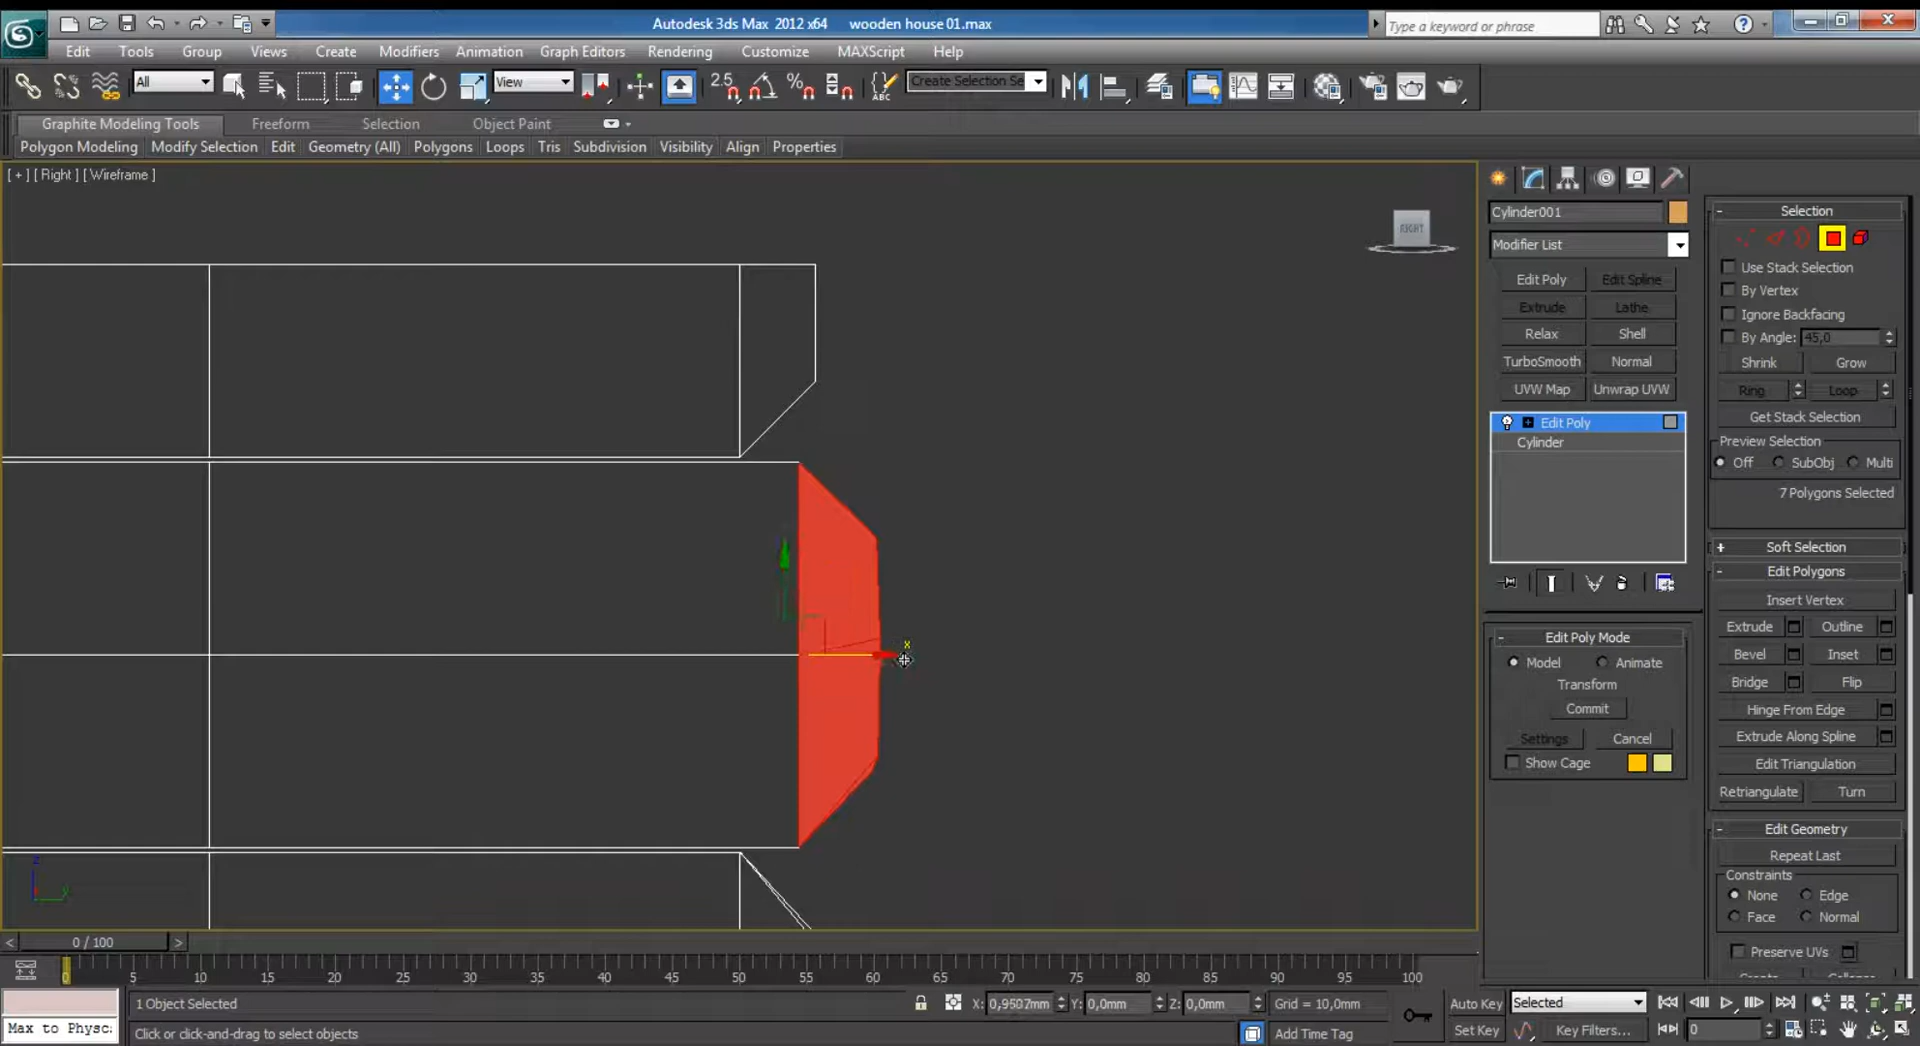 Autodesk 3ds Max 2012 x64 wooden house 01.max
Type a keyword or phrase
Edit Tools Group Views Create Modifiers Animation Graph Editors Rendering Customize MAXScript Help
All View 2.5 % ABC Create Selection Se
Graphite Modeling Tools Freeform Selection Object Paint
Polygon Modeling Modify Selection Edit Geometry (All) Polygons Loops Tris Subdivision Visibility Align Properties
[ + ] [ Right ] [ Wireframe ]
RIGHT
x
Cylinder001
Modifier List
Edit Poly Edit Spline
Extrude Lathe
Relax Shell
TurboSmooth Normal
UVW Map Unwrap UVW
Edit Poly
Cylinder
Edit Poly Mode
Model Animate
Transform
Commit
Settings Cancel
Show Cage
Selection
Use Stack Selection
By Vertex
Ignore Backfacing
By Angle: 45,0
Shrink Grow
Ring Loop
Get Stack Selection
Preview Selection
Off SubObj Multi
7 Polygons Selected
Soft Selection
Edit Polygons
Insert Vertex
Extrude Outline
Bevel Inset
Bridge Flip
Hinge From Edge
Extrude Along Spline
Edit Triangulation
Retriangulate Turn
Edit Geometry
Repeat Last
Constraints
None Edge
Face Normal
Preserve UVs
< 0 / 100 >
0 5 10 15 20 25 30 35 40 45 50 55 60 65 70 75 80 85 90 95 100
1 Object Selected X: 0,9507mm Y: 0,0mm Z: 0,0mm Grid = 10,0mm Auto Key Selected
Max to Physc: Click or click-and-drag to select objects Add Time Tag Set Key Key Filters... 0